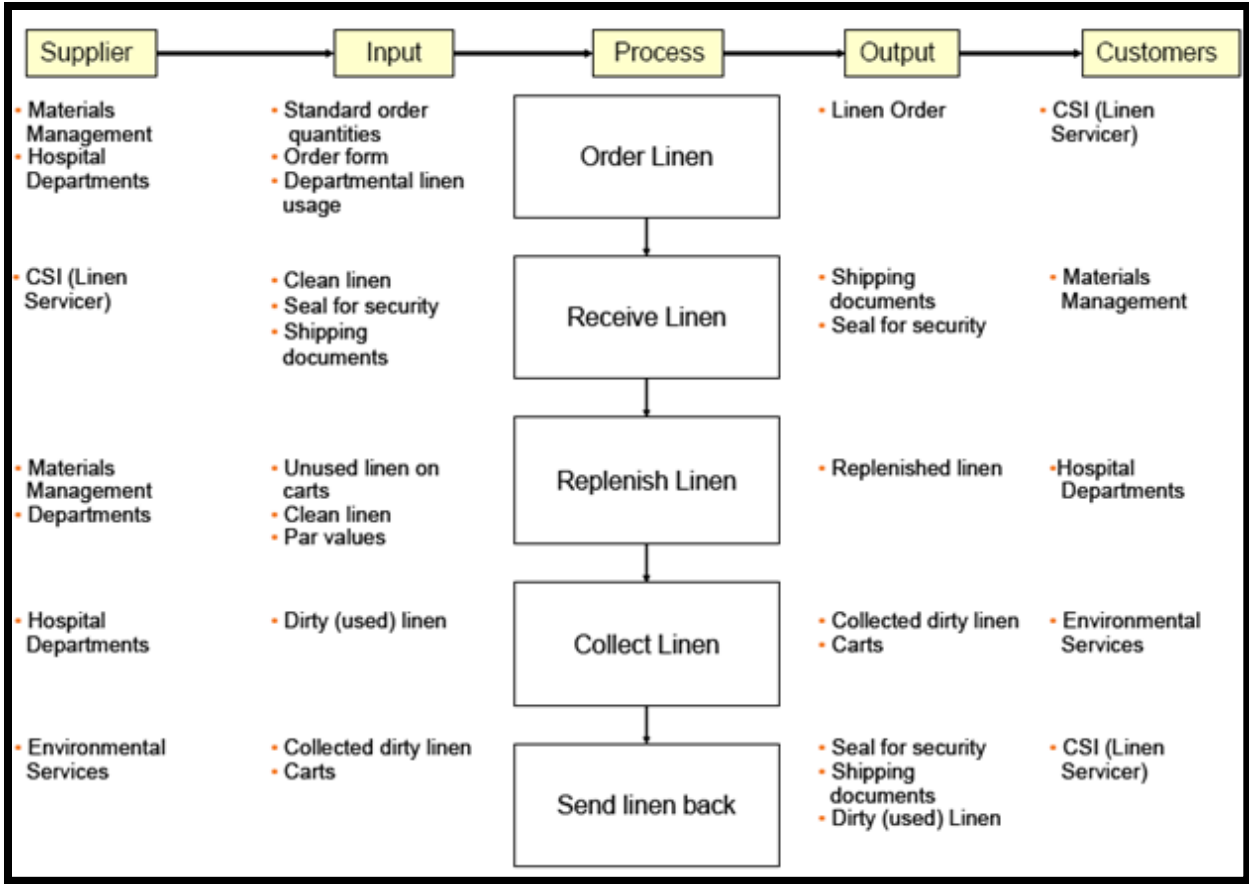 Supplier
Input
Process
Output
Customers
• Materials
Management
• Hospital
Departments
• Standard order
quantities
• Order form
• Departmental linen
usage
Order Linen
• Linen Order
• CSI (Linen
Servicer)
• CSI (Linen
Servicer)
• Clean linen
• Seal for security
• Shipping
documents
Receive Linen
• Shipping
documents
• Seal for security
• Materials
Management
• Materials
Management
• Departments
• Unused linen on
carts
• Clean linen
• Par values
Replenish Linen
• Replenished linen
•Hospital
Departments
• Hospital
Departments
• Dirty (used) linen
Collect Linen
• Collected dirty linen
• Carts
• Environmental
Services
• Environmental
Services
• Collected dirty linen
• Carts
Send linen back
• Seal for security
• Shipping
documents
• Dirty (used) Linen
• CSI (Linen
Servicer)